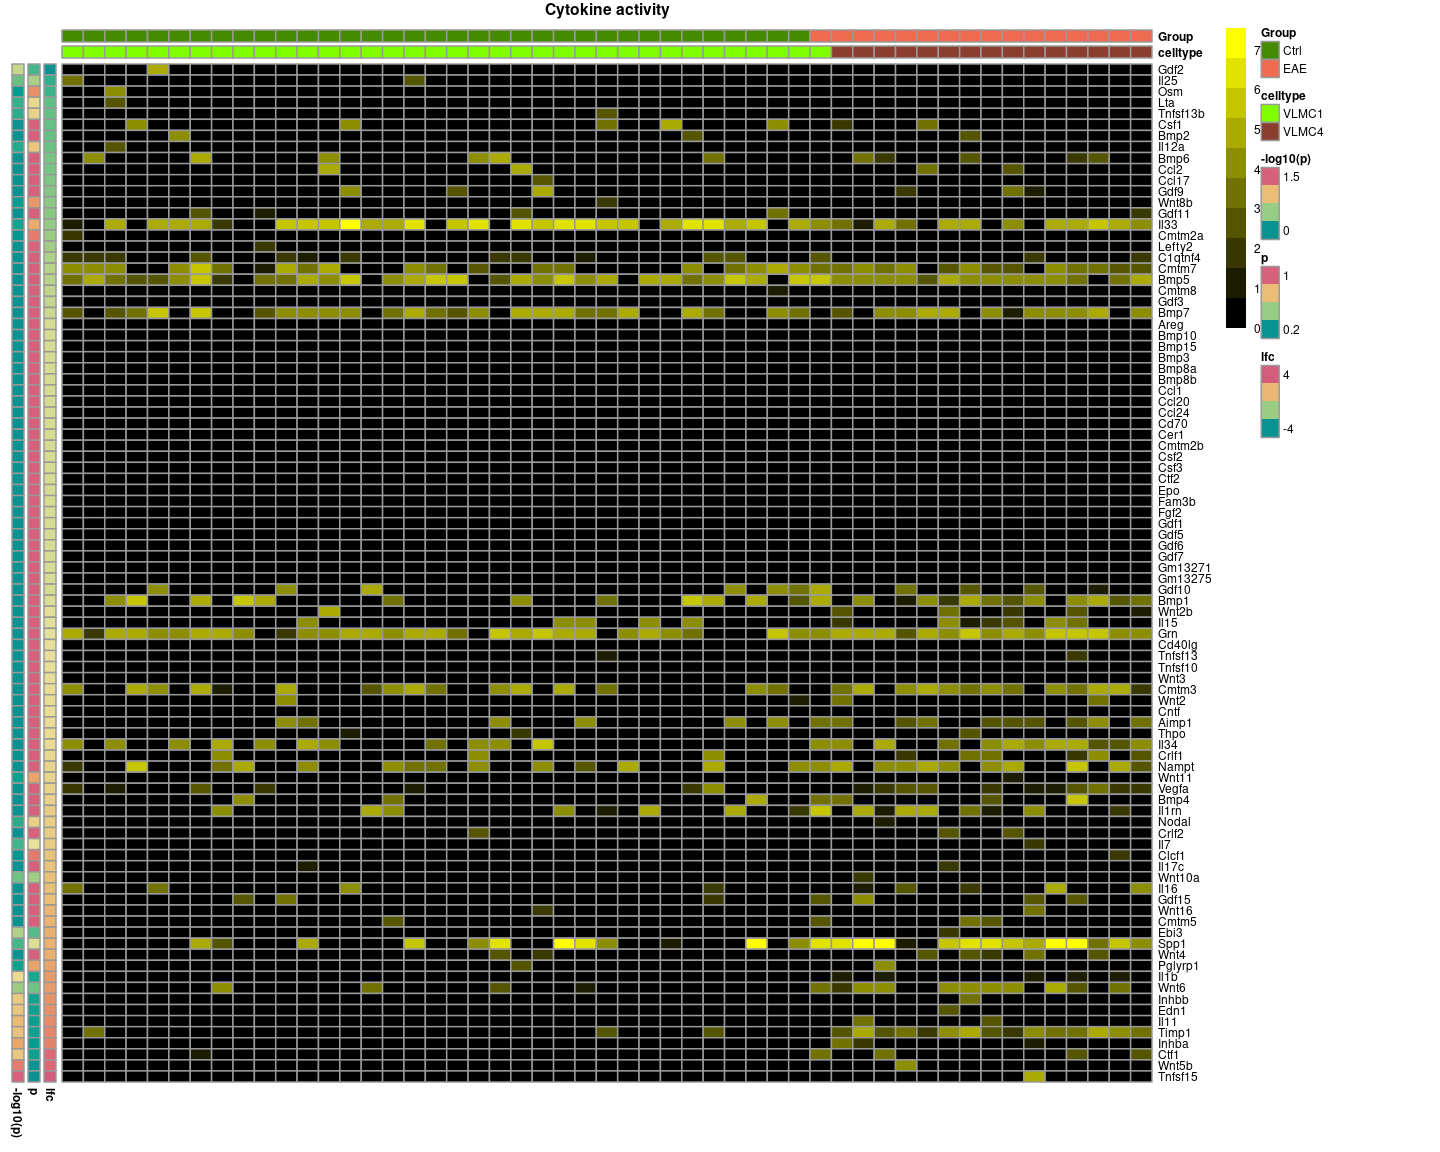 Cytokine activity
Group
celltype
Gdf2
Il25
Osm
Lta
Tnfsf13b
Csf1
Bmp2
Il12a
Bmp6
Ccl2
Ccl17
Gdf9
Wnt8b
Gdf11
Il33
Cmtm2a
Lefty2
C1qtnf4
Cmtm7
Bmp5
Cmtm8
Gdf3
Bmp7
Areg
Bmp10
Bmp15
Bmp3
Bmp8a
Bmp8b
Ccl1
Ccl20
Ccl24
Cd70
Cer1
Cmtm2b
Csf2
Csf3
Ctf2
Epo
Fam3b
Fgf2
Gdf1
Gdf5
Gdf6
Gdf7
Gm13271
Gm13275
Gdf10
Bmp1
Wnt2b
Il15
Grn
Cd40lg
Tnfsf13
Tnfsf10
Wnt3
Cmtm3
Wnt2
Cntf
Aimp1
Thpo
Il34
Crlf1
Nampt
Wnt11
Vegfa
Bmp4
Il1rn
Nodal
Crlf2
Il7
Clcf1
Il17c
Wnt10a
Il16
Gdf15
Wnt16
Cmtm5
Ebi3
Spp1
Wnt4
Pglyrp1
Il1b
Wnt6
Inhbb
Edn1
Il11
Timp1
Inhba
Ctf1
Wnt5b
Tnfsf15
-log10(p)
p
lfc
7
6
5
4
3
2
1
0
Group
Ctrl
EAE
celltype
VLMC1
VLMC4
-log10(p)
1.5
0
p
1
0.2
lfc
4
-4